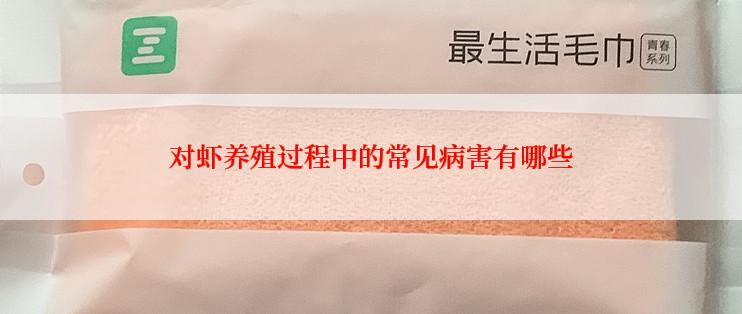 最生活毛巾
青春
系列
对虾养殖过程中的常见病害有哪些